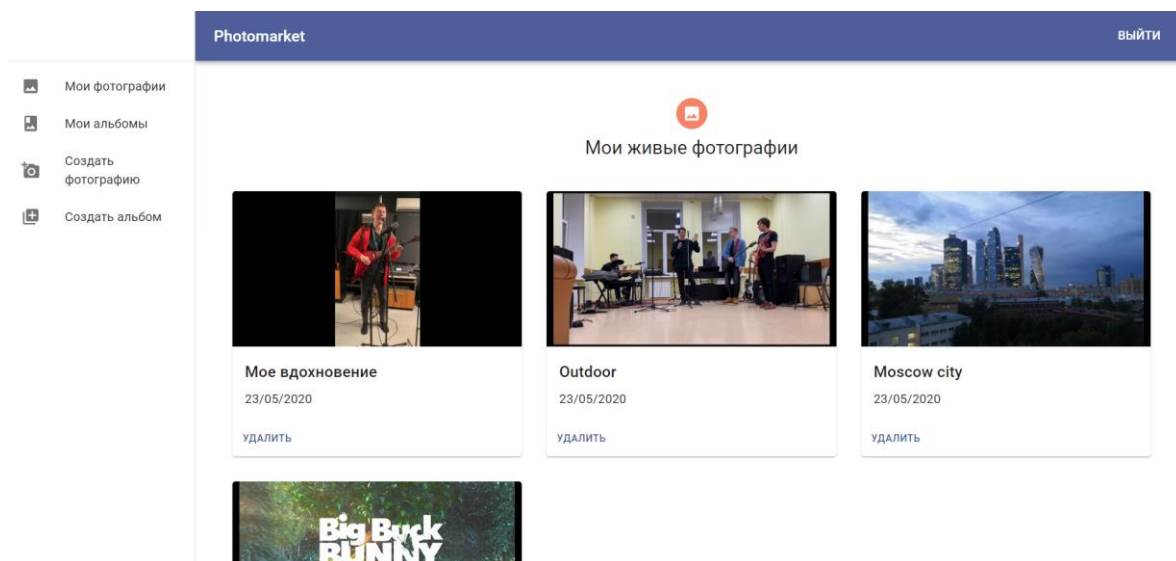 Photomarket
ВЫЙТИ
Мои фотографии
Мои альбомы
Создать
фотографию
Создать альбом
Мои живые фотографии
Мое вдохновение
23/05/2020
УДАЛИТЬ
Outdoor
23/05/2020
УДАЛИТЬ
Moscow city
23/05/2020
УДАЛИТЬ
Big Buck
BUNNY